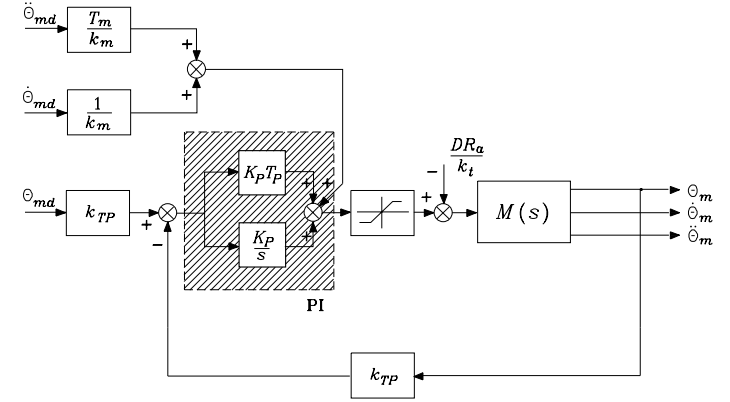 Θ̈md
Tm
km
+
+
Θ̇md
1
km
Θmd
kTP
+
−
KPTP
KP
s
+
+
+
PI
DRa
kt
−
+
M(s)
Θm
Θ̇m
Θ̈m
kTP